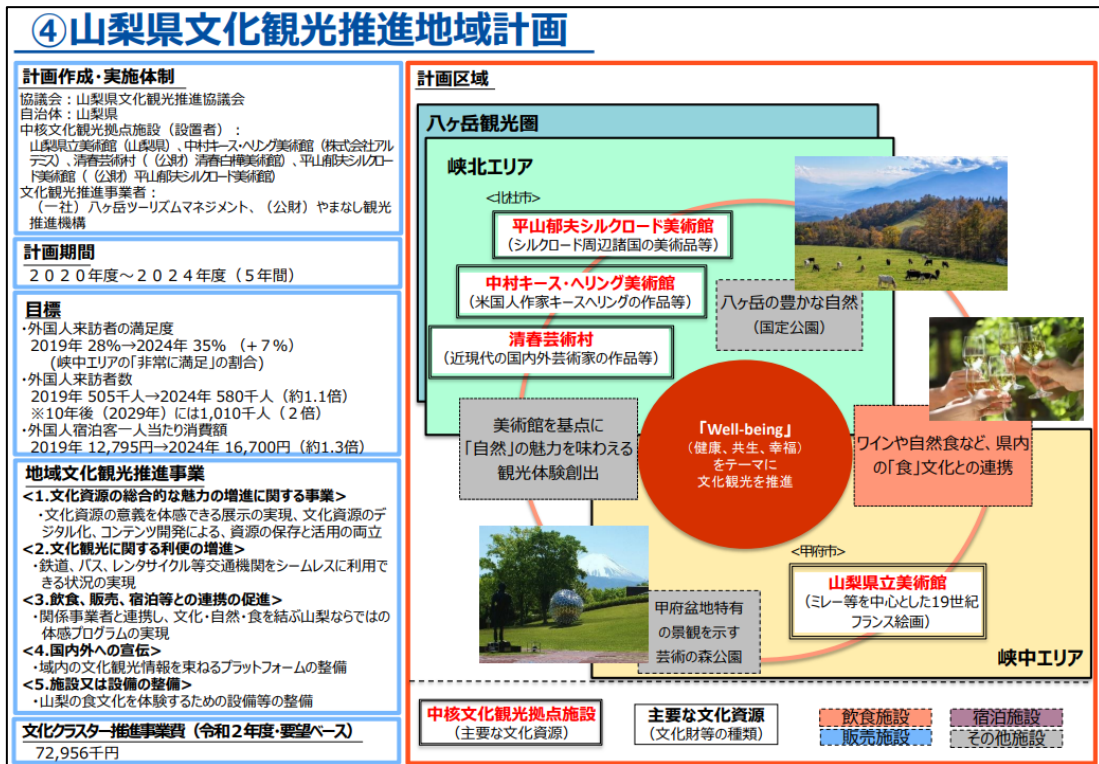 ④山梨県文化観光推進地域計画
計画作成・実施体制
協議会：山梨県文化観光推進協議会
自治体：山梨県
中核文化観光拠点施設（設置者）：
山梨県立美術館（山梨県）、中村キース・ヘリング美術館（株式会社アル
テミス）、清春芸術村（（公財）清春白樺美術館）、平山郁夫シルクロー
ド美術館（（公財）平山郁夫シルクロード美術館）
文化観光推進事業者：
（一社）八ヶ岳ツーリズムマネジメント、（公財）やまなし観光
推進機構
計画期間
２０２０年度～２０２４年度（５年間）
目標
・外国人来訪者の満足度
2019年 28%→2024年 35% （＋７％）
(峡中エリアの「非常に満足」の割合）
・外国人来訪者数
2019年 505千人→2024年 580千人（約1.1倍）
※10年後（2029年）には1,010千人（２倍）
・外国人宿泊客一人当たり消費額
2019年 12,795円→2024年 16,700円（約1.3倍）
地域文化観光推進事業
<1.文化資源の総合的な魅力の増進に関する事業>
・文化資源の意義を体感できる展示の実現、文化資源のデ
ジタル化、コンテンツ開発による、資源の保存と活用の両立
<2.文化観光に関する利便の増進>
・鉄道、バス、レンタサイクル等交通機関をシームレスに利用で
きる状況の実現
<3.飲食、販売、宿泊等との連携の促進>
・関係事業者と連携し、文化・自然・食を結ぶ山梨ならではの
体感プログラムの実現
<4.国内外への宣伝>
・域内の文化観光情報を束ねるプラットフォームの整備
<5.施設又は設備の整備>
・山梨の食文化を体験するための設備等の整備
文化クラスター推進事業費（令和２年度・要望ベース）
72,956千円
計画区域
八ヶ岳観光圏
峡北エリア
<北杜市>
平山郁夫シルクロード美術館
（シルクロード周辺諸国の美術品等）
中村キース・ヘリング美術館
（米国人作家キースヘリングの作品等）
清春芸術村
（近現代の国内外芸術家の作品等）
八ヶ岳の豊かな自然
（国定公園）
美術館を基点に
「自然」の魅力を味わえる
観光体験創出
「Well-being」
（健康、共生、幸福）
をテーマに
文化観光を推進
ワインや自然食など、県内
の「食」文化との連携
<甲府市>
山梨県立美術館
（ミレー等を中心とした19世紀
フランス絵画）
甲府盆地特有
の景観を示す
芸術の森公園
峡中エリア
中核文化観光拠点施設
（主要な文化資源）
主要な文化資源
（文化財等の種類）
飲食施設
宿泊施設
販売施設
その他施設